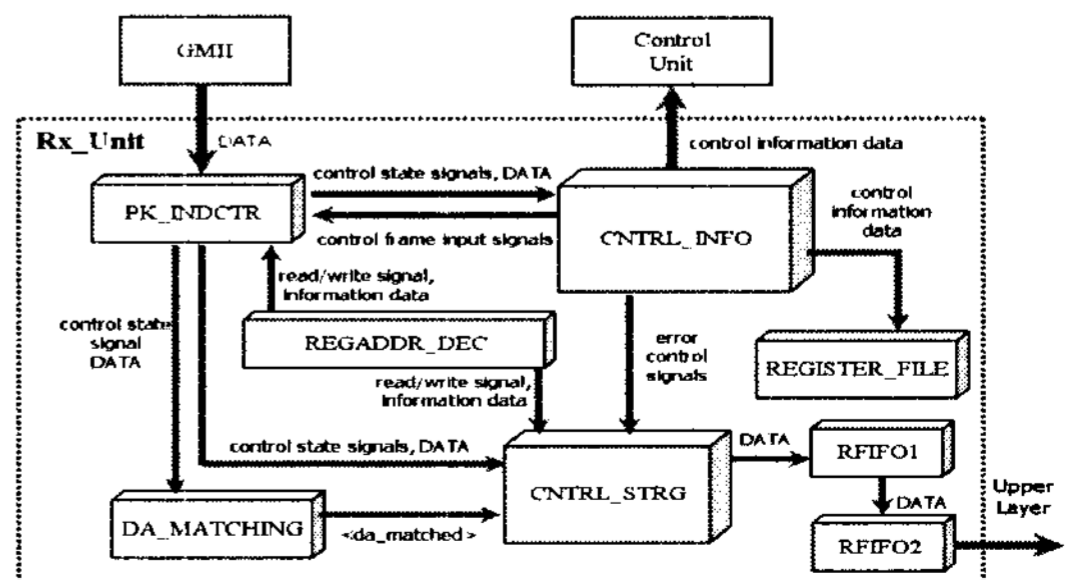 GMII
Control
Unit
Rx_Unit
DATA
control information data
control state signals, DATA
PK_INDCTR
control frame input signals
CNTRL_INFO
control
information
data
read/write signal,
information data
control state
signal
DATA
REGADDR_DEC
error
control
signals
REGISTER_FILE
read/write signal,
information data
control state signals, DATA
DATA
RFIFO1
CNTRL_STRG
DATA
Upper
Layer
DA_MATCHING
<da_matched>
RFIFO2